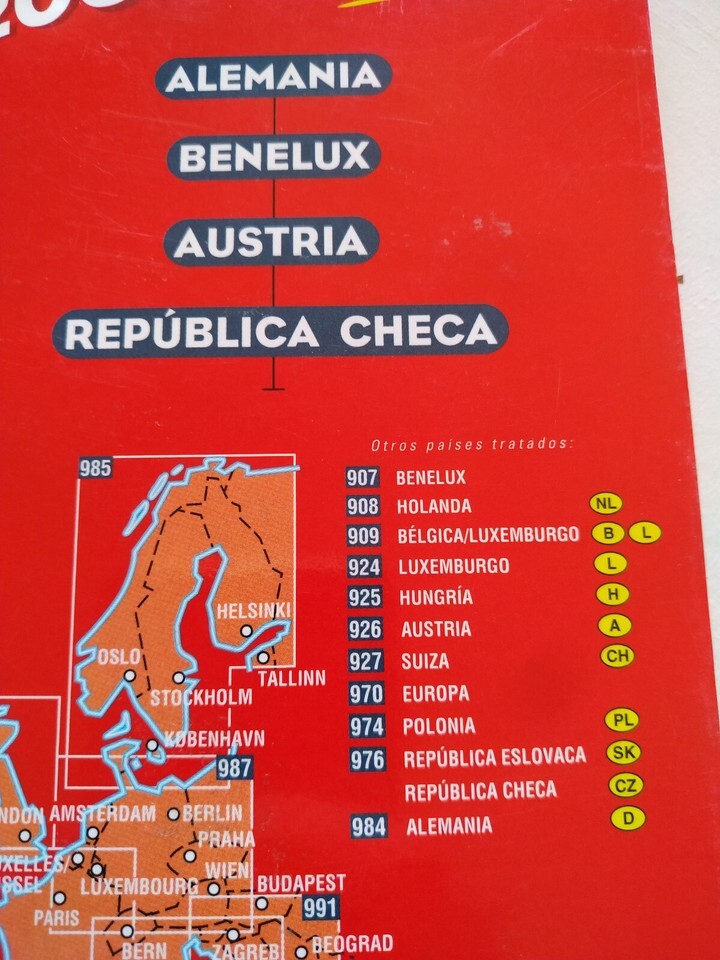 ALEMANIA
BENELUX
AUSTRIA
REPÚBLICA CHECA
Otros países tratados:
907 BENELUX
908 HOLANDA NL
909 BÉLGICA/LUXEMBURGO B L
924 LUXEMBURGO L
925 HUNGRÍA H
926 AUSTRIA A
927 SUIZA CH
970 EUROPA
974 POLONIA PL
976 REPÚBLICA ESLOVACA SK
REPÚBLICA CHECA CZ
984 ALEMANIA D
985
HELSINKI
OSLO
TALLINN
STOCKHOLM
KØBENHAVN
987
AMSTERDAM
BERLIN
PRAHA
WIEN
LUXEMBOURG
BUDAPEST
PARIS
991
BERN
ZAGREB
BEOGRAD